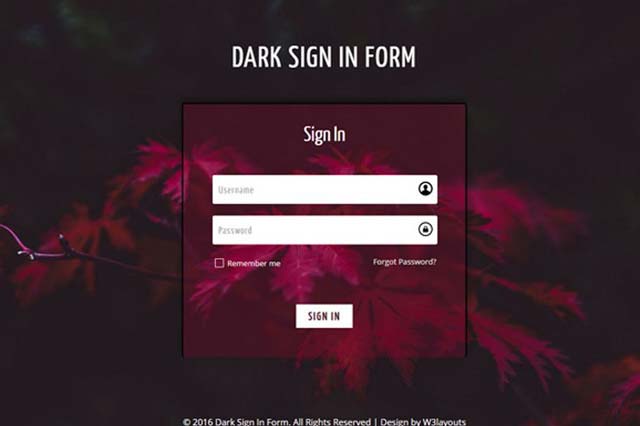 DARK SIGN IN FORM
Sign In
Username
Password
Remember me
Forgot Password?
SIGN IN
© 2016 Dark Sign In Form. All Rights Reserved | Design by W3layouts